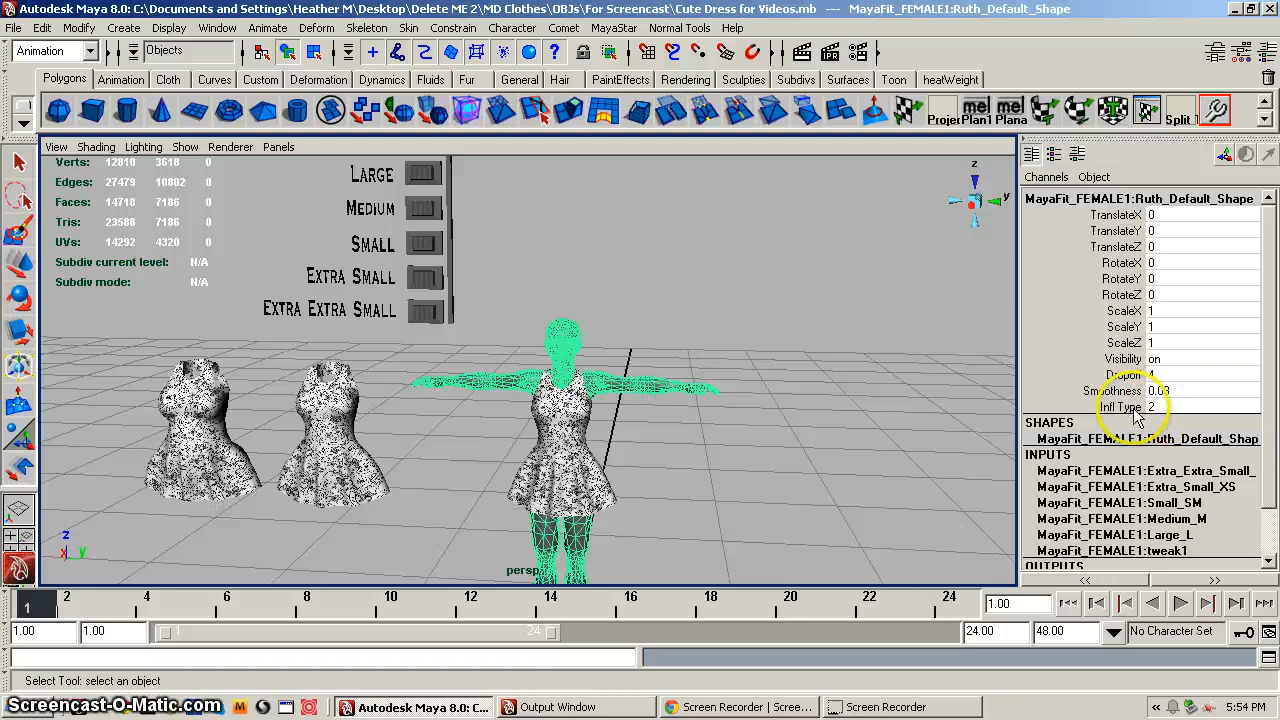 Autodesk Maya 8.0: C:\Documents and Settings\Heather M\Desktop\Delete ME 2\MD Clothes\OBJs\For Screencast\Cute Dress for Videos.mb --- MayaFit_FEMALE1:Ruth_Default_Shape
File Edit Modify Create Display Window Animate Deform Skeleton Skin Constrain Character MayaStar Normal Tools Help
Animation Objects
Polygons Animation Cloth Curves Custom Deformation Dynamics Fluids Fur General Hair PaintEffects Rendering Sculpties Subdivs Surfaces Toon heatWeight
Projer mel Plan1 mel Plana Split
View Shading Lighting Show Renderer Panels
Channels Object
Verts: 12810 3618 0
Edges: 27479 10802 0
Faces: 14718 7186 0
Tris: 23588 7186 0
UVs: 14292 4320 0
Subdiv current level: N/A
Subdiv mode: N/A
LARGE
MEDIUM
SMALL
EXTRA SMALL
EXTRA EXTRA SMALL
z
y
z
x y
persp
MayaFit_FEMALE1:Ruth_Default_Shape
TranslateX 0
TranslateY 0
TranslateZ 0
RotateX 0
RotateY 0
RotateZ 0
ScaleX 1
ScaleY 1
ScaleZ 1
Visibility on
Dropoff 4
Smoothness 0.03
Infl Type 2
SHAPES
MayaFit_FEMALE1:Ruth_Default_Shap
INPUTS
MayaFit_FEMALE1:Extra_Extra_Small_
MayaFit_FEMALE1:Extra_Small_XS
MayaFit_FEMALE1:Small_SM
MayaFit_FEMALE1:Medium_M
MayaFit_FEMALE1:Large_L
MayaFit_FEMALE1:tweak1
OUTPUTS
1 2 4 6 8 10 12 14 16 18 20 22 24 1.00
1.00 1.00 1 24 24.00 48.00 No Character Set
Select Tool: select an object
Screencast-O-Matic.com Autodesk Maya 8.0: C:... Output Window Screen Recorder | Scree... Screen Recorder 5:54 PM